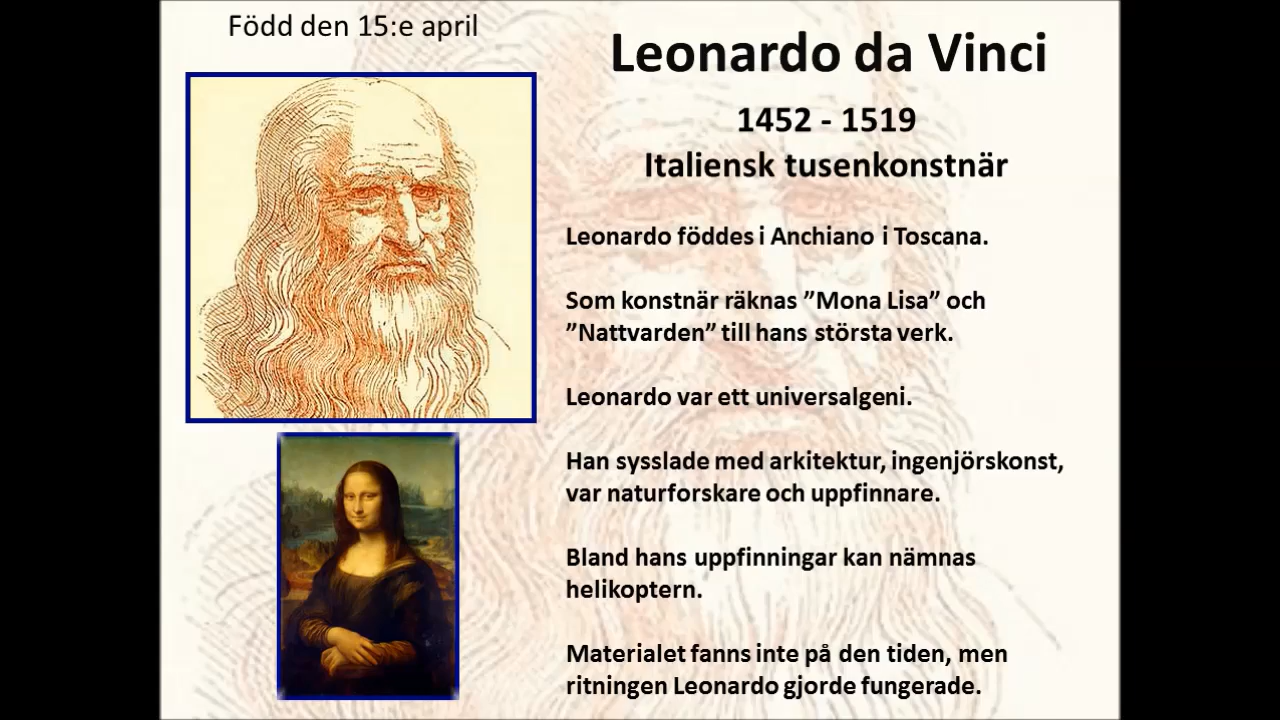 Född den 15:e april
Leonardo da Vinci
1452 - 1519
Italiensk tusenkonstnär
Leonardo föddes i Anchiano i Toscana.
Som konstnär räknas ”Mona Lisa” och
”Nattvarden” till hans största verk.
Leonardo var ett universalgeni.
Han sysslade med arkitektur, ingenjörskonst,
var naturforskare och uppfinnare.
Bland hans uppfinningar kan nämnas
helikoptern.
Materialet fanns inte på den tiden, men
ritningen Leonardo gjorde fungerade.